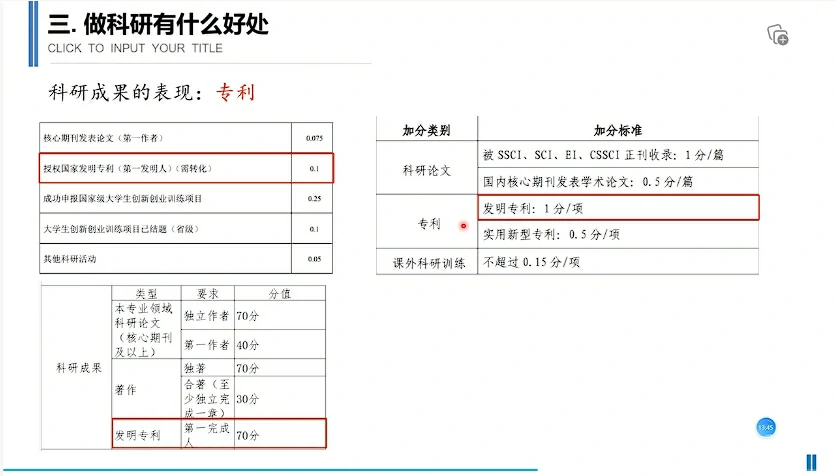 三. 做科研有什么好处
CLICK TO INPUT YOUR TITLE
科研成果的表现：专利
核心期刊发表论文（第一作者） 0.075
授权国家发明专利（第一发明人）（需转化） 0.1
成功申报国家级大学生创新创业训练项目 0.25
大学生创新创业训练项目已结题（省级） 0.1
其他科研活动 0.05
加分类别 加分标准
科研论文
被 SSCI、SCI、EI、CSSCI 正刊收录：1 分/篇
国内核心期刊发表学术论文：0.5 分/篇
专利
发明专利：1 分/项
实用新型专利：0.5 分/项
课外科研训练 不超过 0.15 分/项
科研成果
类型 要求 分值
本专业领域
科研论文
（核心期刊
及以上）
独立作者 70分
第一作者 40分
著作
独著 70分
合著（至
少独立完
成一章）
30分
发明专利
第一完成
人
70分
13:45